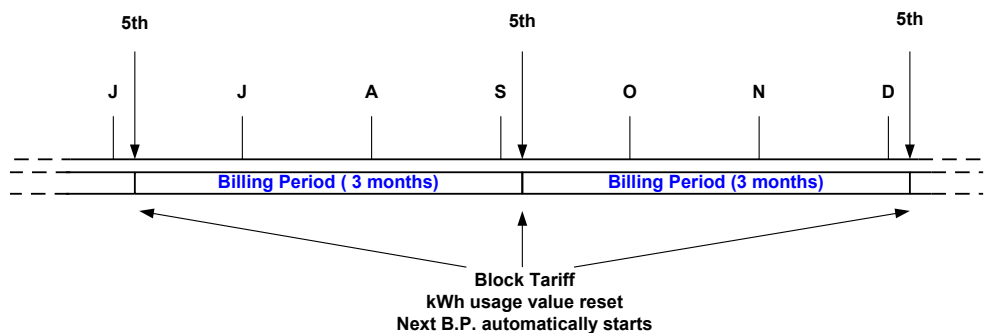 5th
5th
5th
J
J
A
S
O
N
D
Billing Period ( 3 months)
Billing Period (3 months)
Block Tariff
kWh usage value reset
Next B.P. automatically starts